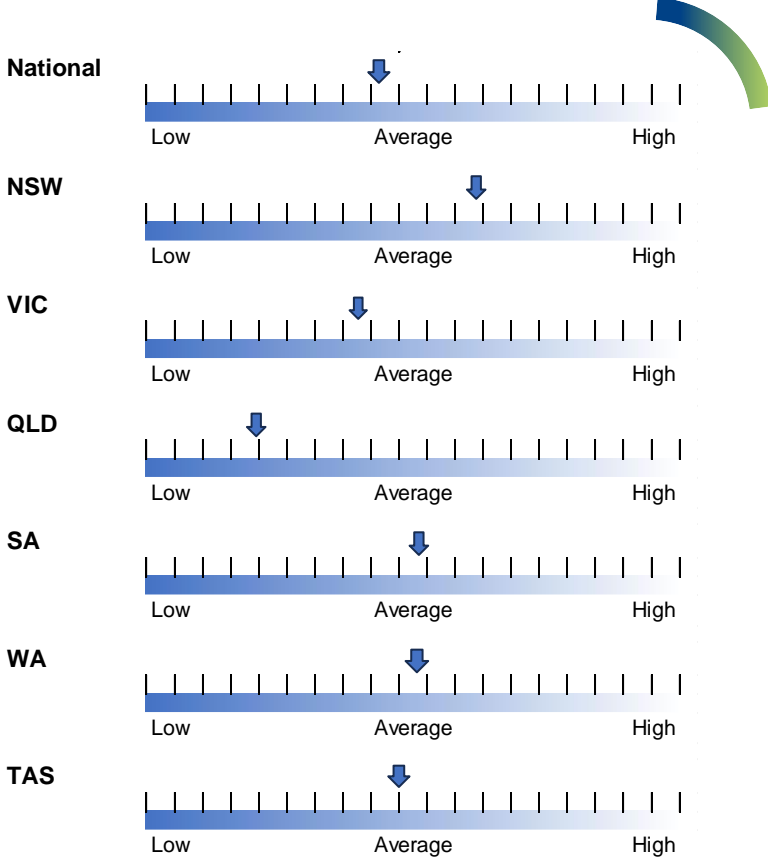 National
Low Average High
NSW
Low Average High
VIC
Low Average High
QLD
Low Average High
SA
Low Average High
WA
Low Average High
TAS
Low Average High